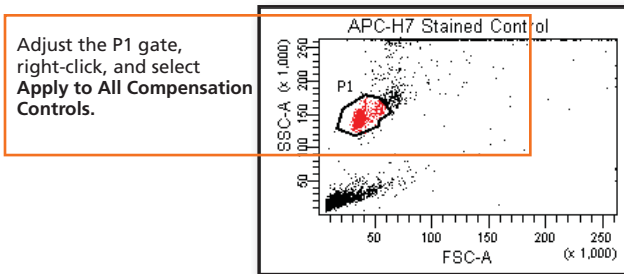 Adjust the P1 gate,
right-click, and select
Apply to All Compensation
Controls.
APC-H7 Stained Control
SSC-A (x 1,000)
250
200
150
100
50
P1
50 100 150 200 250
FSC-A (x 1,000)